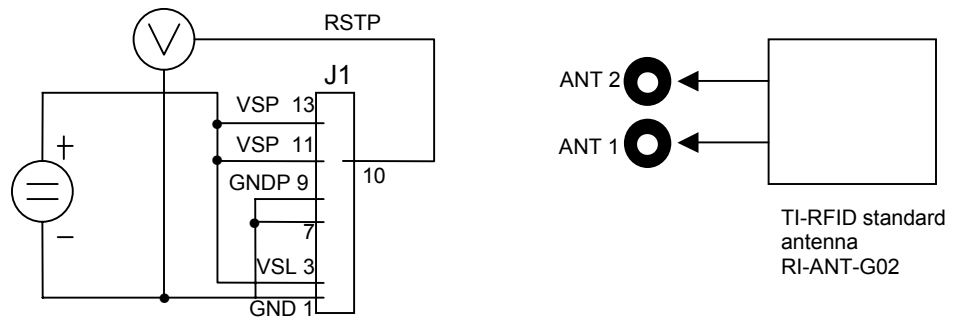 RSTP
V
J1
VSP 13
VSP 11
10
GNDP 9
7
VSL 3
GND 1
+
−
ANT 2
ANT 1
TI-RFID standard
antenna
RI-ANT-G02